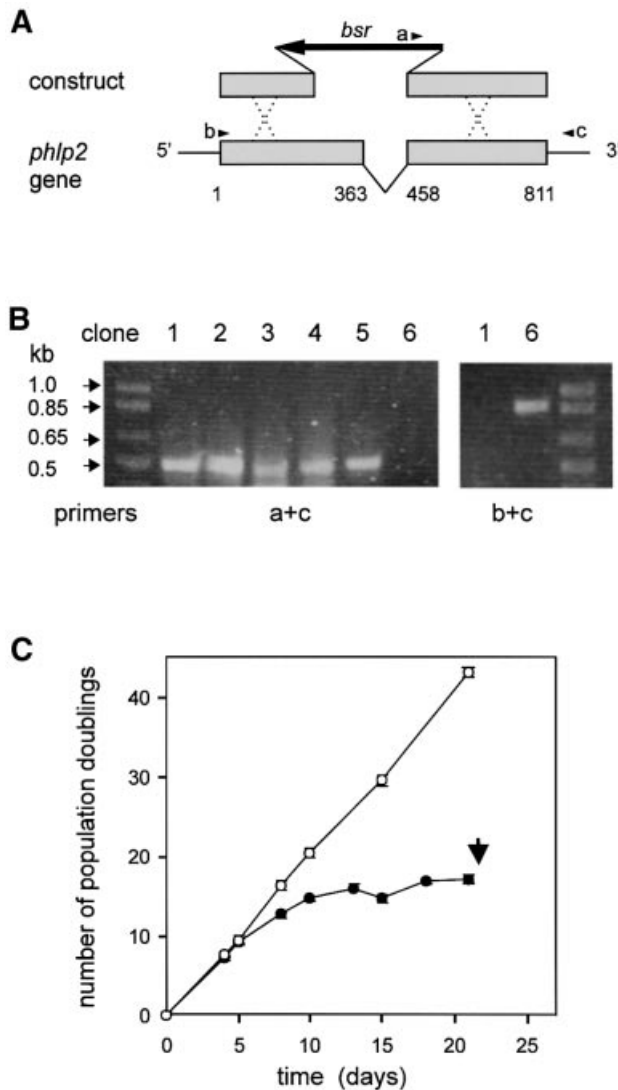 A
bsr
a
construct
b
c
phlp2
gene
5'
3'
1 363 458 811
B
clone 1 2 3 4 5 6 1 6
kb
1.0
0.85
0.65
0.5
primers a+c b+c
C
number of population doublings
40
30
20
10
0
0 5 10 15 20 25
time (days)